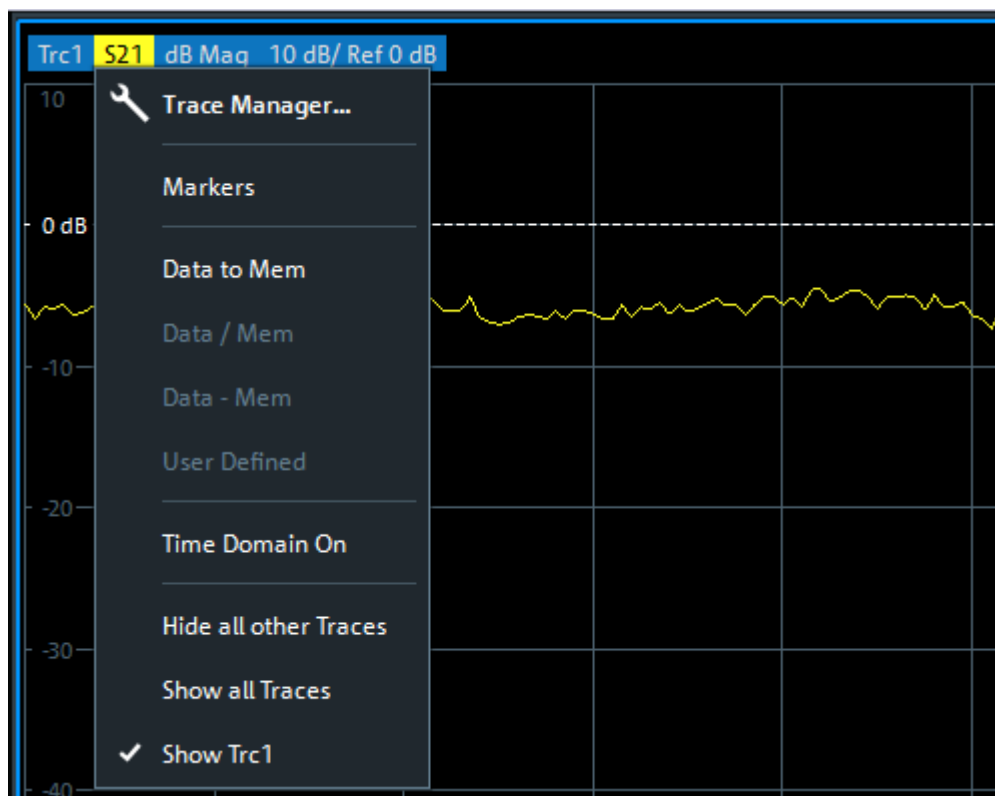 Trc1 S21 dB Mag 10 dB/ Ref 0 dB
10
Trace Manager...
Markers
0 dB
Data to Mem
Data / Mem
-10
Data - Mem
User Defined
-20
Time Domain On
Hide all other Traces
-30
Show all Traces
Show Trc1
-40